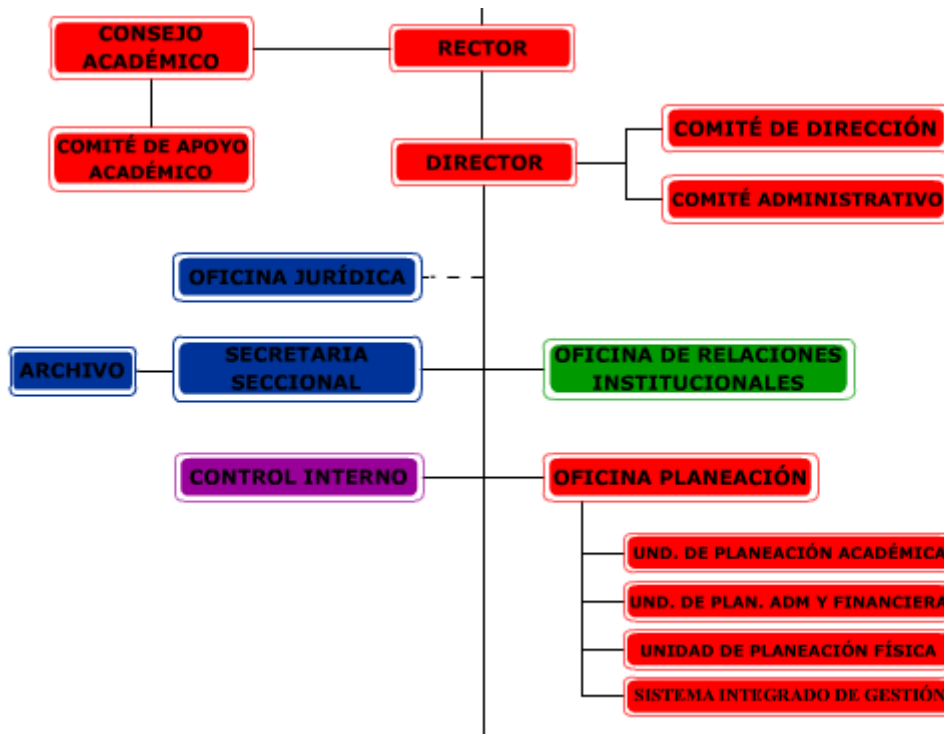 CONSEJO
ACADÉMICO
RECTOR
COMITÉ DE APOYO
ACADÉMICO
DIRECTOR
COMITÉ DE DIRECCIÓN
COMITÉ ADMINISTRATIVO
OFICINA JURÍDICA
ARCHIVO
SECRETARIA
SECCIONAL
OFICINA DE RELACIONES
INSTITUCIONALES
CONTROL INTERNO
OFICINA PLANEACIÓN
UND. DE PLANEACIÓN ACADÉMICA
UND. DE PLAN. ADM Y FINANCIERA
UNIDAD DE PLANEACIÓN FÍSICA
SISTEMA INTEGRADO DE GESTIÓN